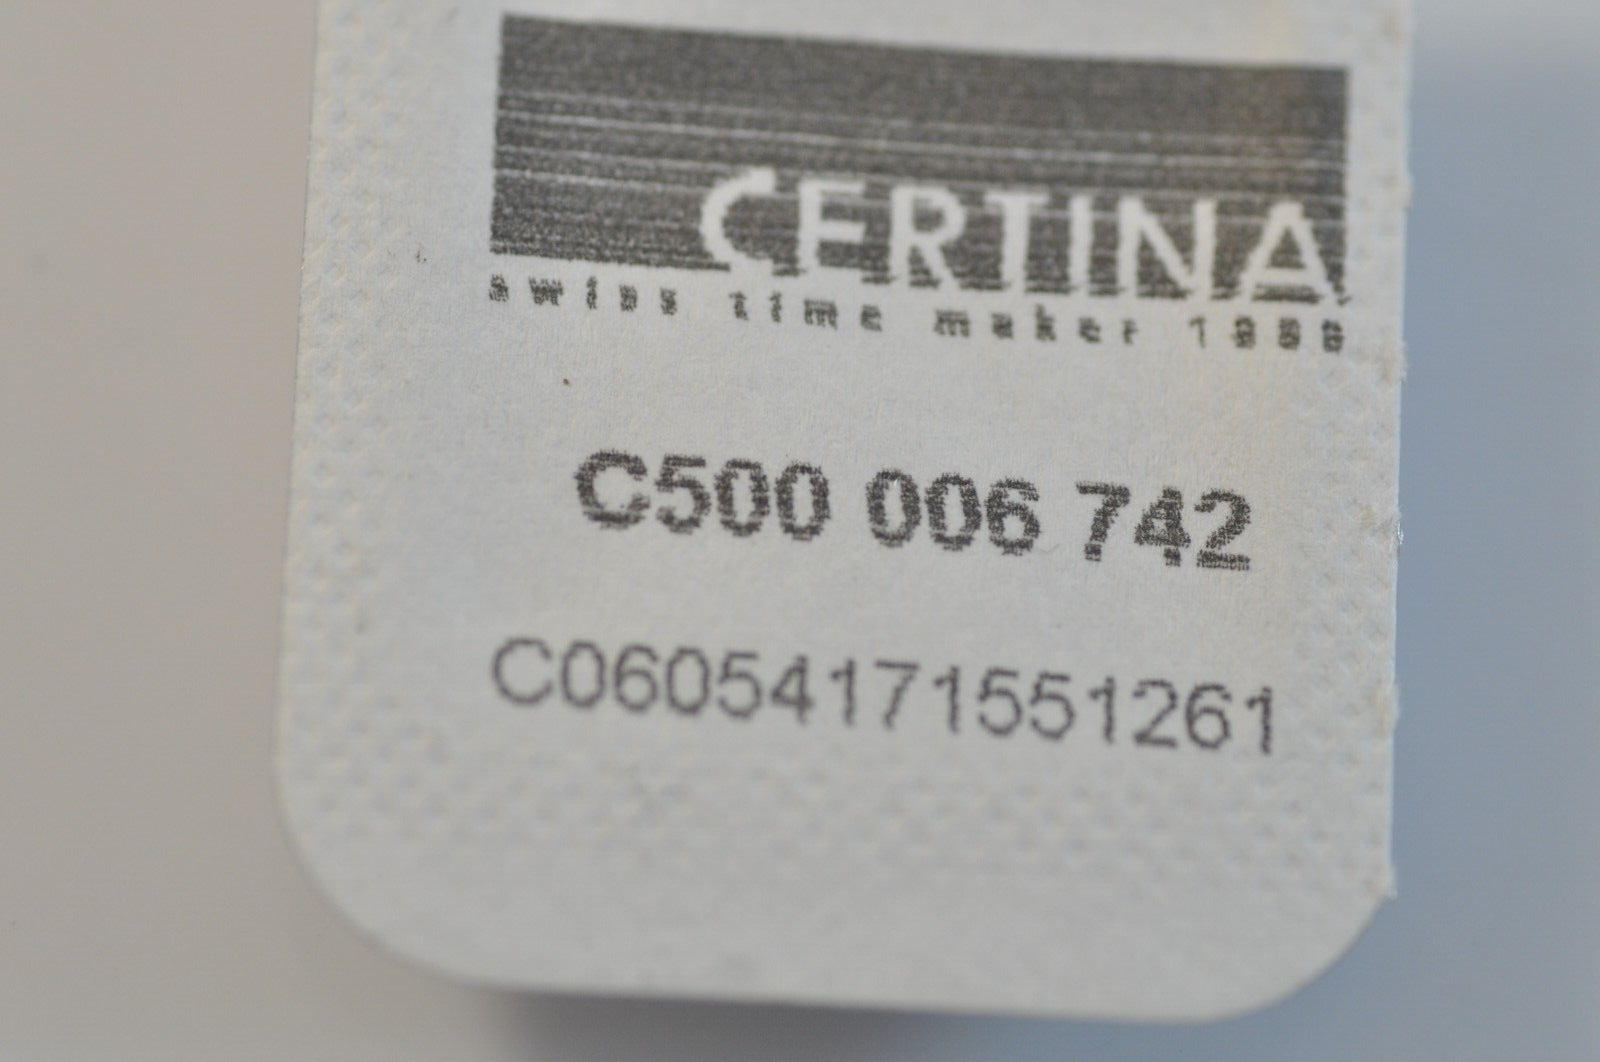 CERTINA
swiss time maker 1888
C500 006 742
C06054171551261